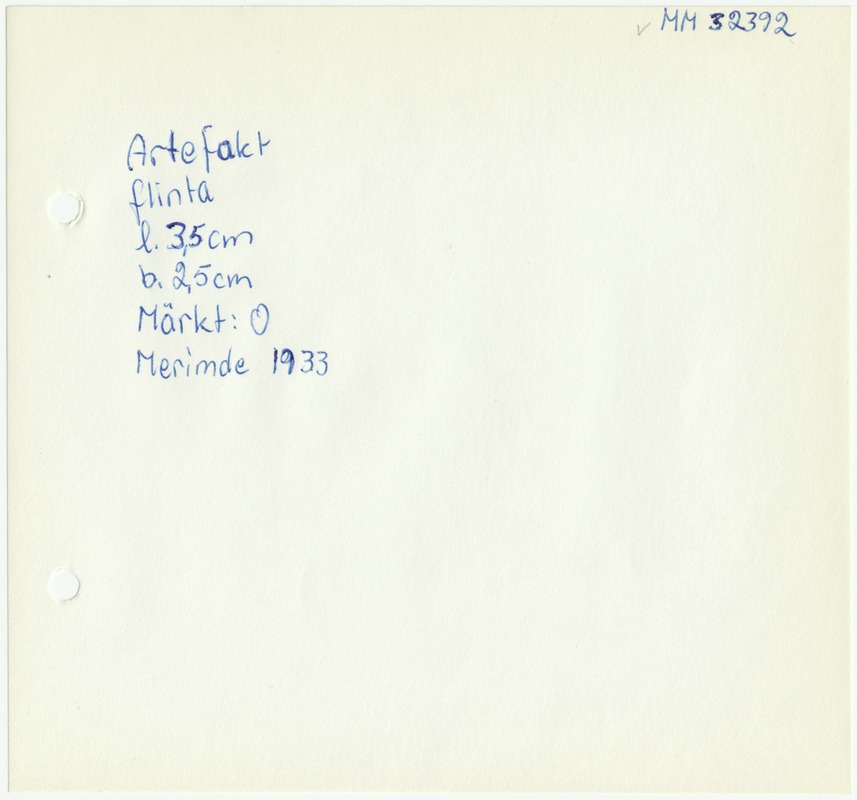 MM 32392
Artefakt
flinta
l. 3,5cm
b. 2,5cm
Märkt: O
Merimde 1933